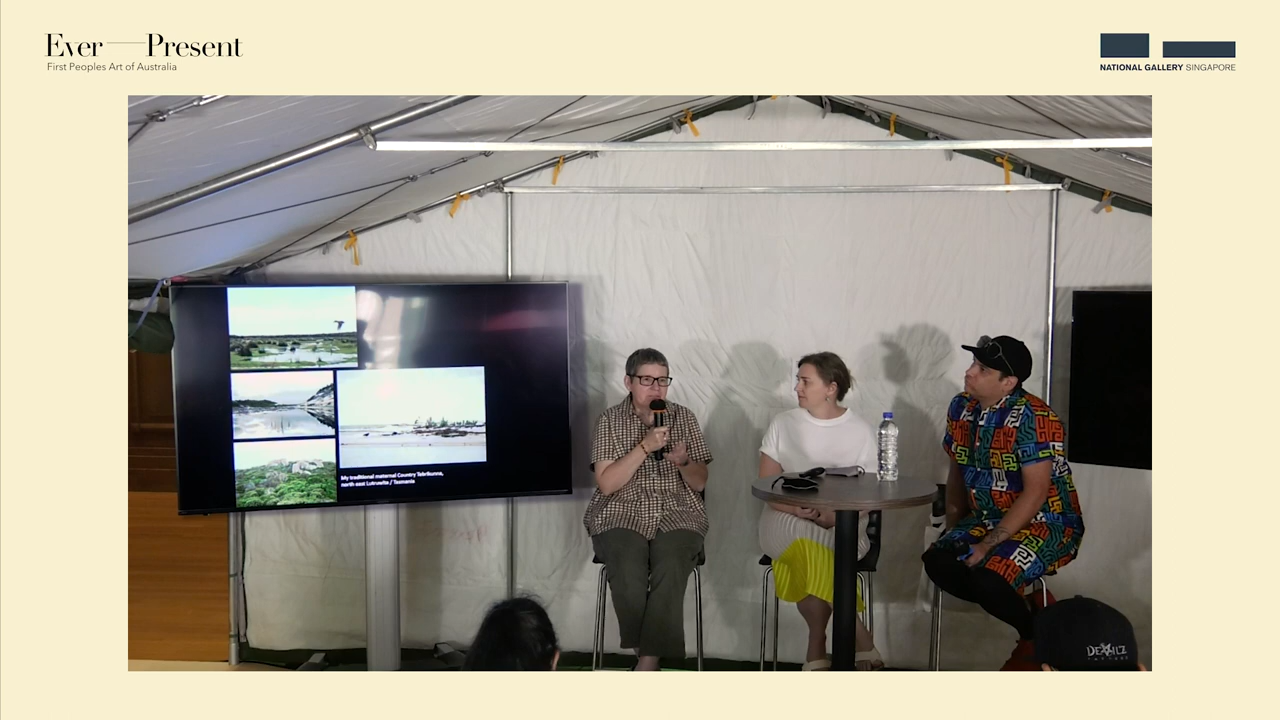 Ever — Present
First Peoples Art of Australia
NATIONAL GALLERY SINGAPORE
My traditional maternal Country Tebrikunna,
north east Lutruwita / Tasmania
DEVILZ